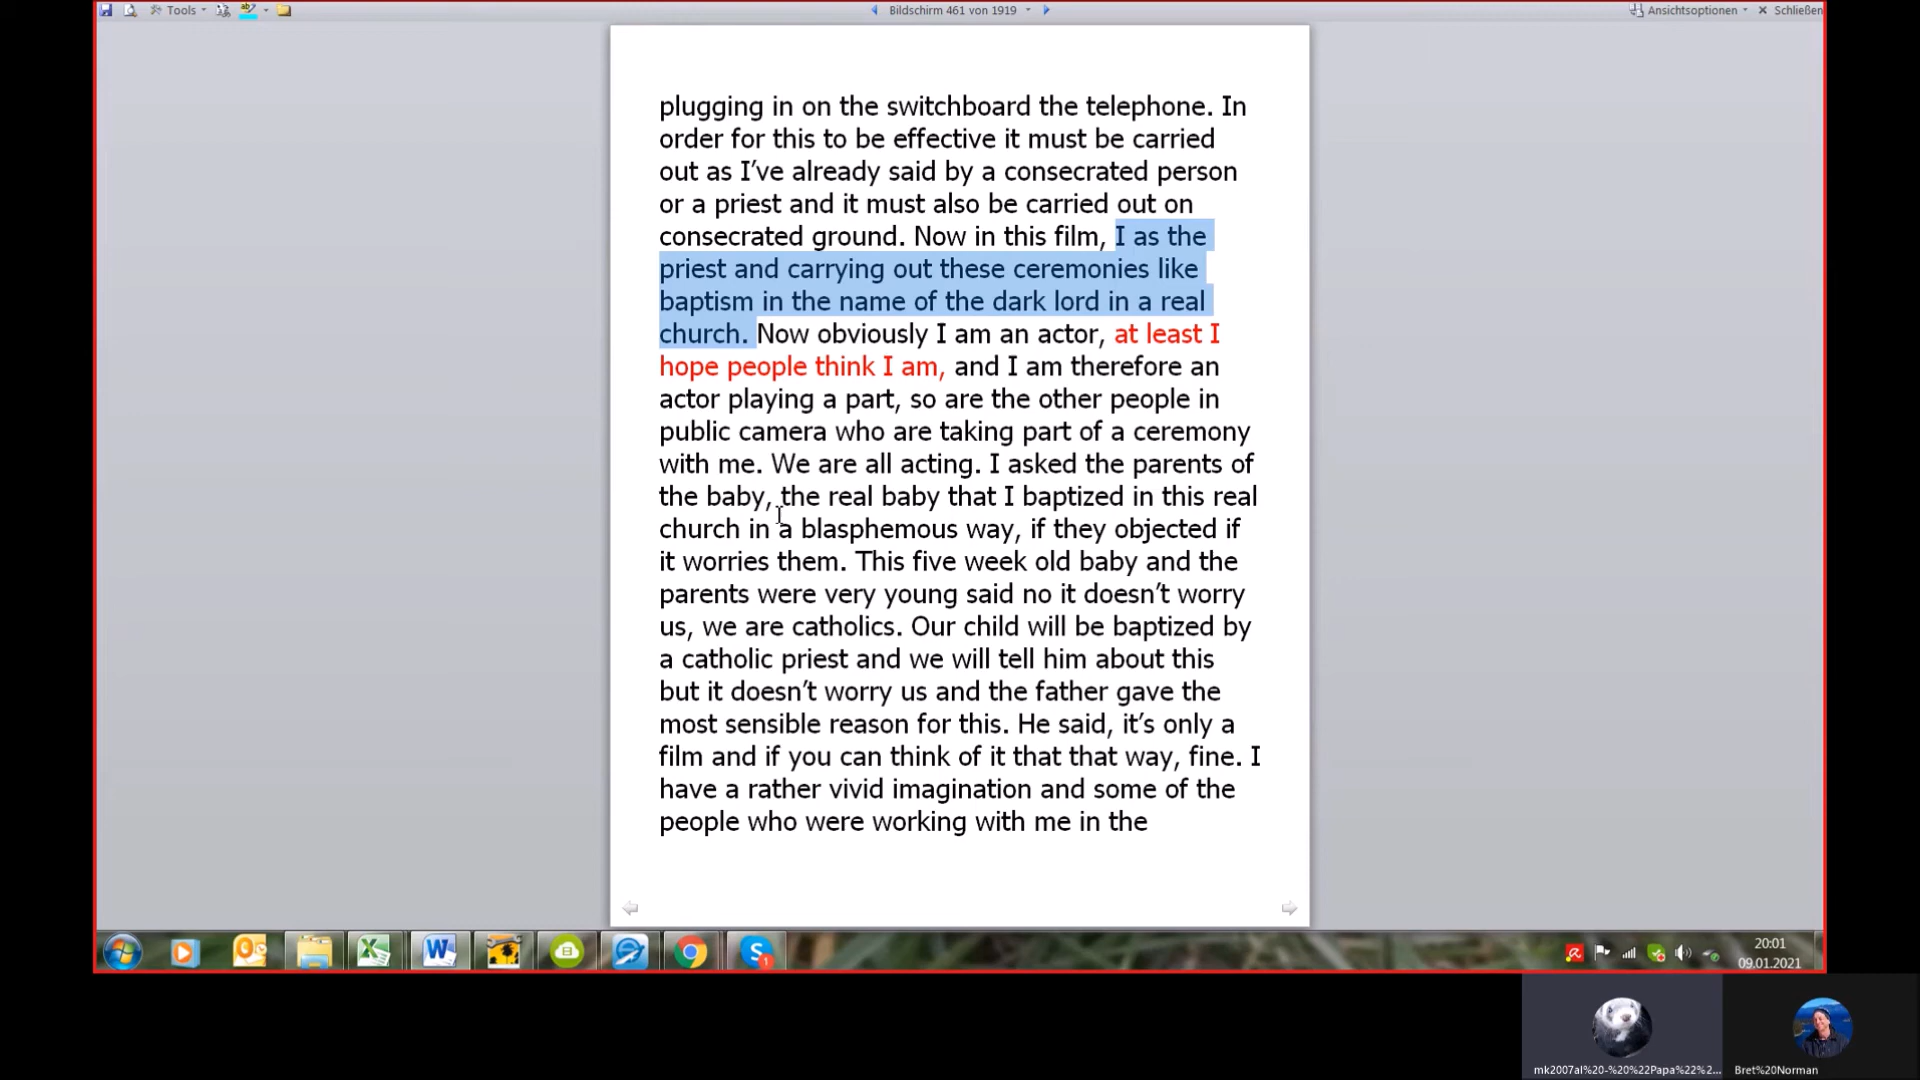 Tools
Bildschirm 461 von 1919
Ansichtsoptionen
Schließen
plugging in on the switchboard the telephone. In
order for this to be effective it must be carried
out as I’ve already said by a consecrated person
or a priest and it must also be carried out on
consecrated ground. Now in this film, I as the
priest and carrying out these ceremonies like
baptism in the name of the dark lord in a real
church. Now obviously I am an actor, at least I
hope people think I am, and I am therefore an
actor playing a part, so are the other people in
public camera who are taking part of a ceremony
with me. We are all acting. I asked the parents of
the baby, the real baby that I baptized in this real
church in a blasphemous way, if they objected if
it worries them. This five week old baby and the
parents were very young said no it doesn’t worry
us, we are catholics. Our child will be baptized by
a catholic priest and we will tell him about this
but it doesn’t worry us and the father gave the
most sensible reason for this. He said, it’s only a
film and if you can think of it that that way, fine. I
have a rather vivid imagination and some of the
people who were working with me in the
20:01
09.01.2021
mk2007al%20-%20%22Papa%22%2...
Bret%20Norman